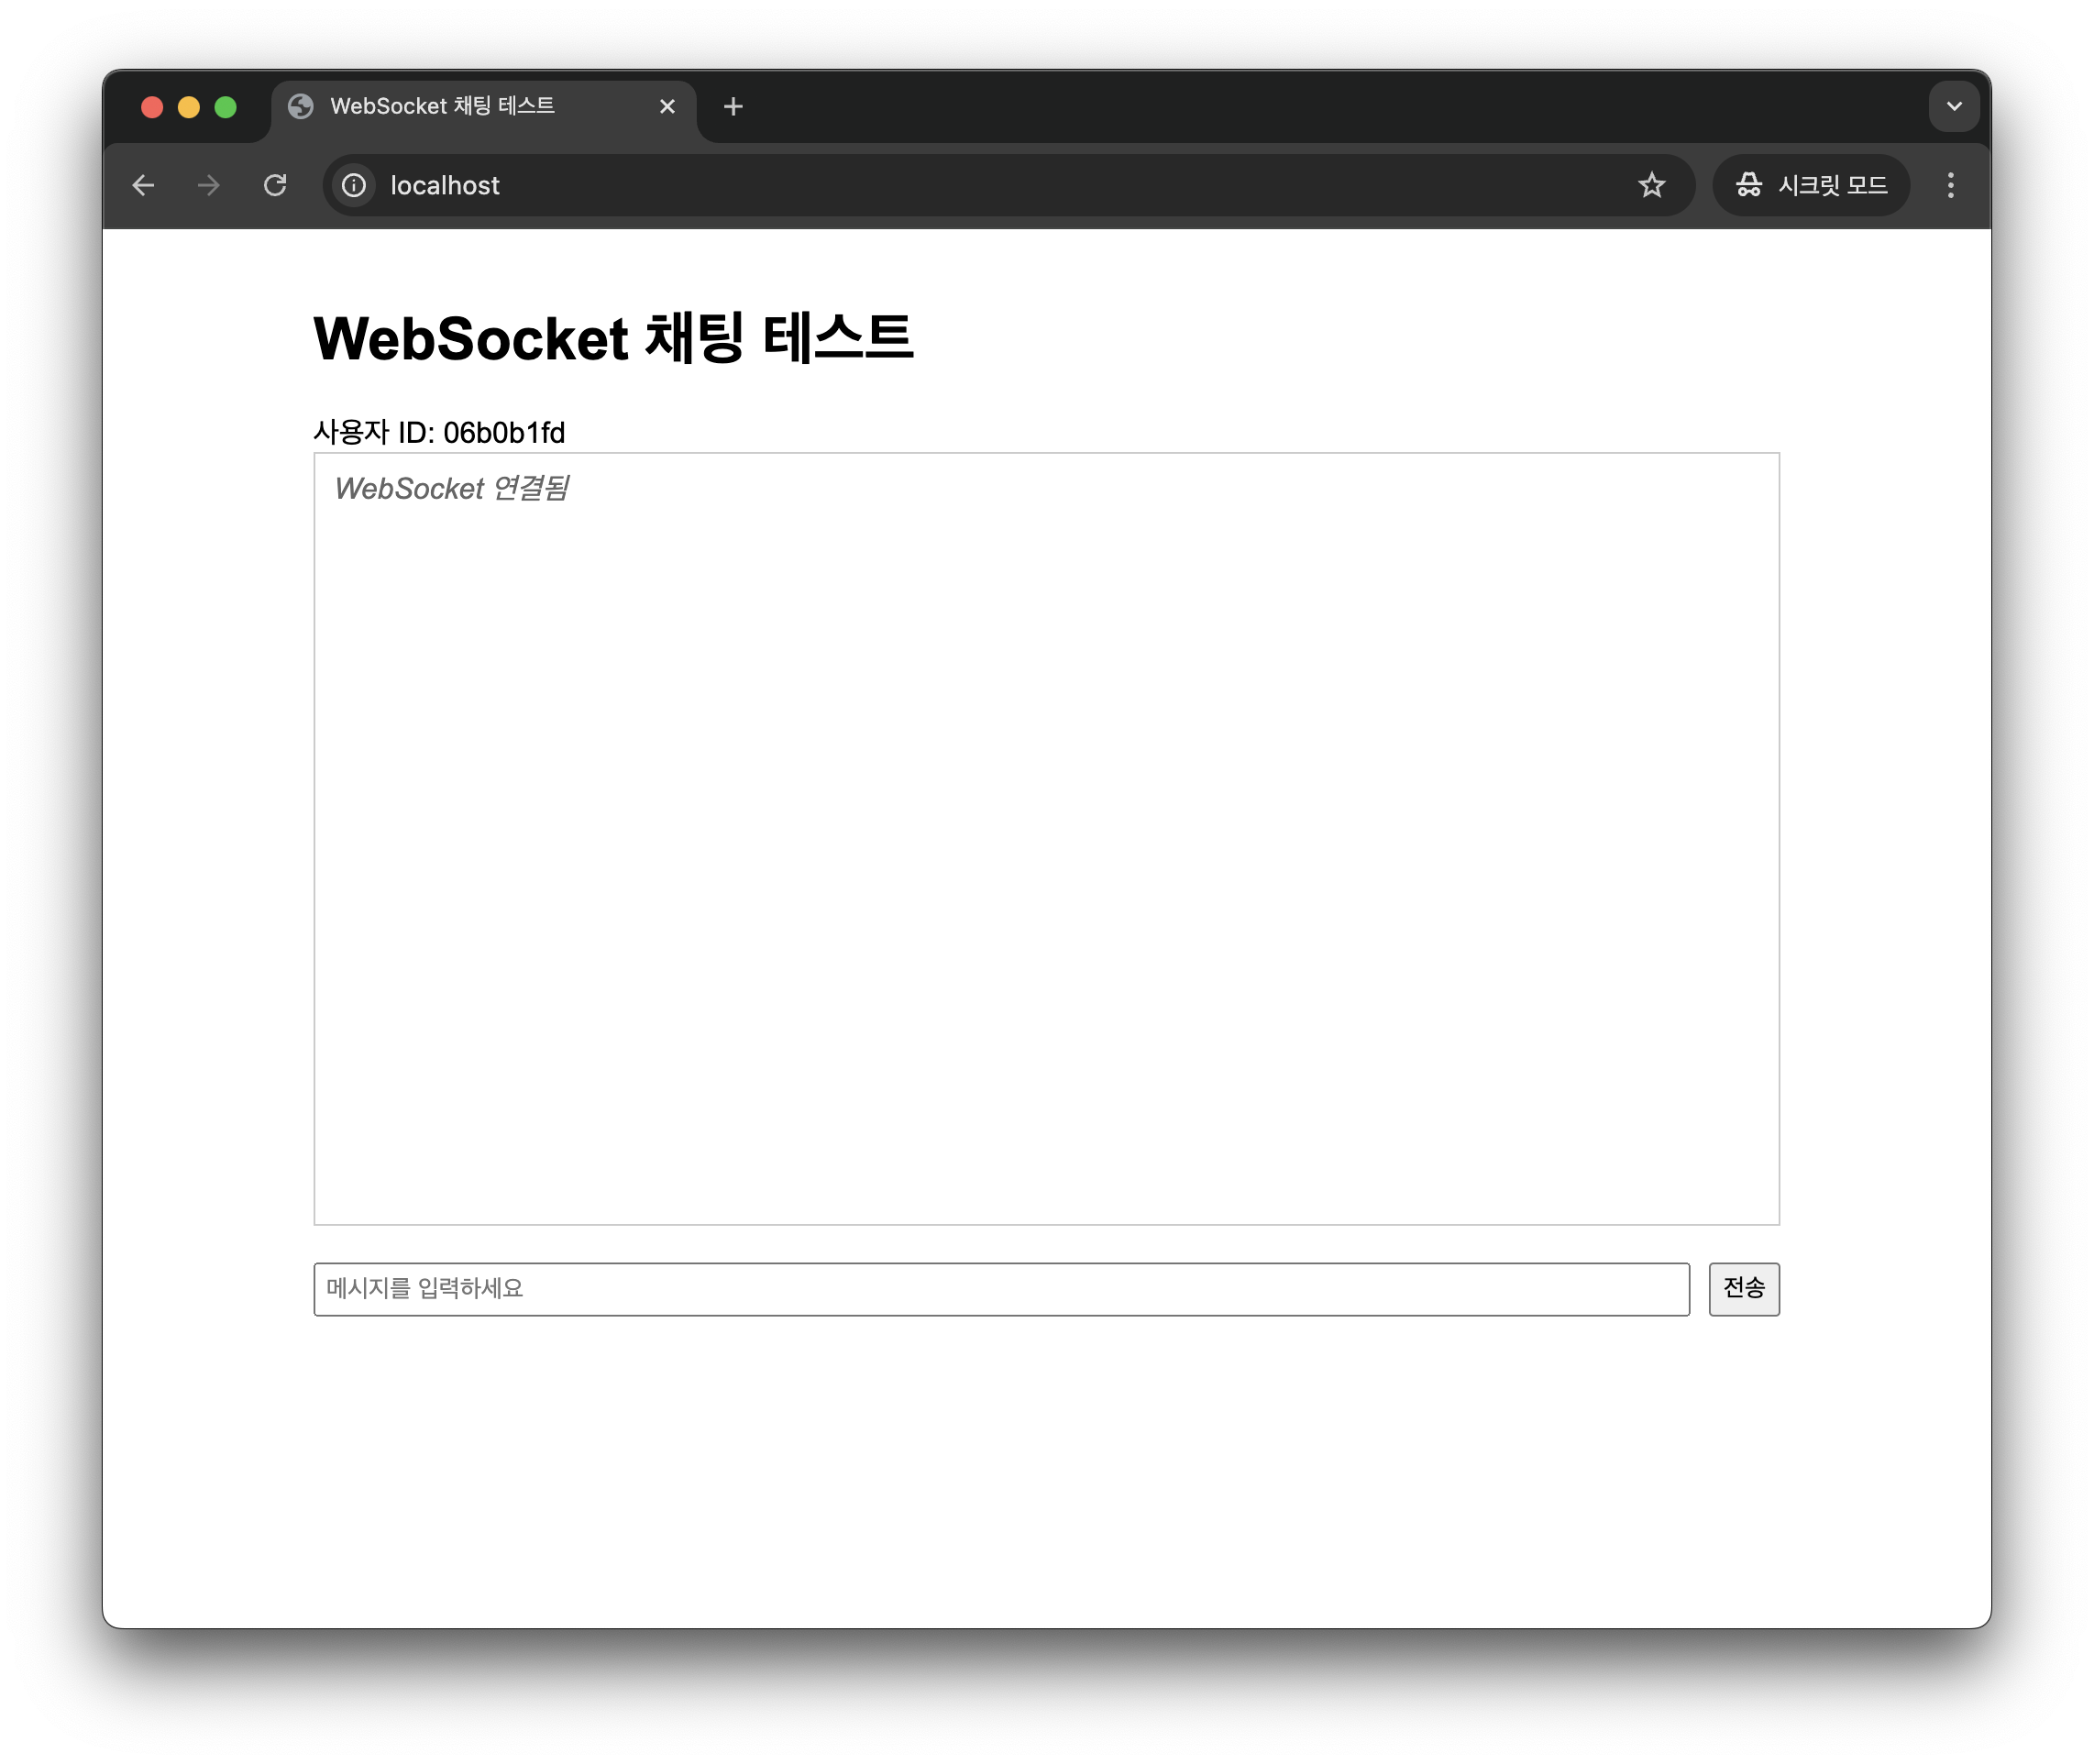 WebSocket 채팅 테스트
localhost
시크릿 모드
WebSocket 채팅 테스트
사용자 ID: 06b0b1fd
WebSocket 연결됨
메시지를 입력하세요
전송